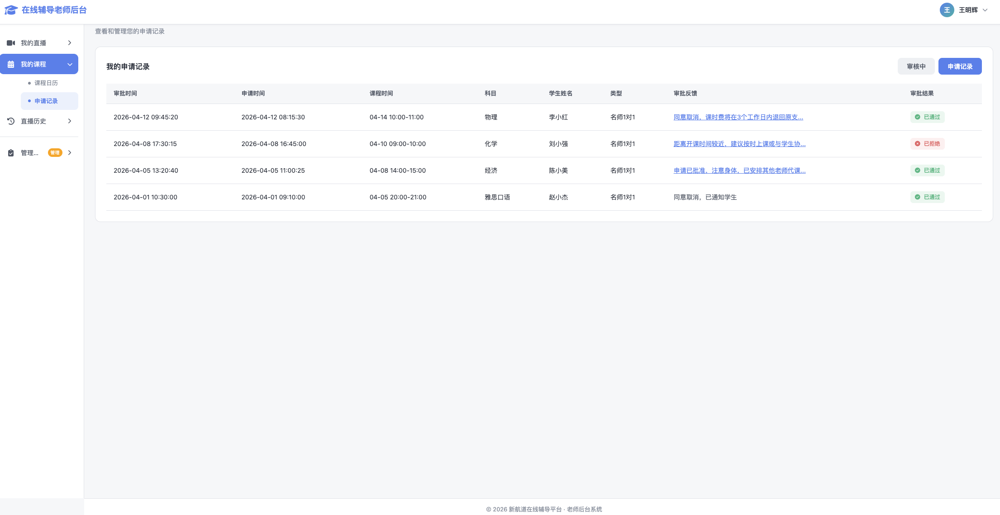 在线辅导老师后台
王 王明辉
查看和管理您的申请记录
我的直播
我的课程
课程日历
申请记录
直播历史
管理... 管理
我的申请记录
审核中 申请记录
审批时间 申请时间 课程时间 科目 学生姓名 类型 审批反馈 审批结果
2026-04-12 09:45:20 2026-04-12 08:15:30 04-14 10:00-11:00 物理 李小红 名师1对1 同意取消，课时费将在3个工作日内退回原支... 已通过
2026-04-08 17:30:15 2026-04-08 16:45:00 04-10 09:00-10:00 化学 刘小强 名师1对1 距离开课时间较近，建议按时上课或与学生协... 已拒绝
2026-04-05 13:20:40 2026-04-05 11:00:25 04-08 14:00-15:00 经济 陈小美 名师1对1 申请已批准，注意身体，已安排其他老师代课... 已通过
2026-04-01 10:30:00 2026-04-01 09:10:00 04-05 20:00-21:00 雅思口语 赵小杰 名师1对1 同意取消，已通知学生 已通过
© 2026 新航道在线辅导平台 · 老师后台系统